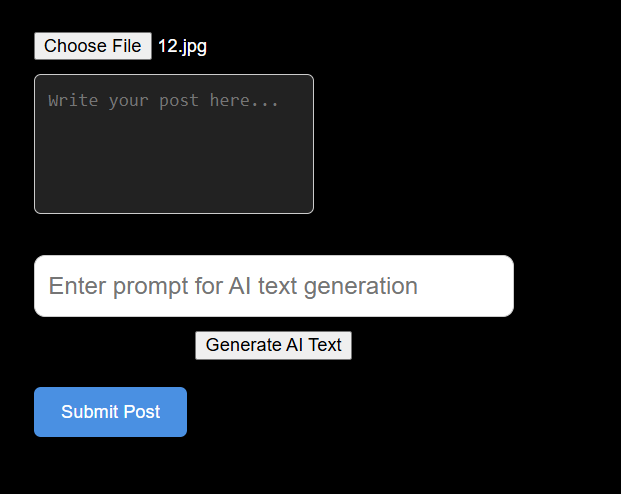 Choose File 12.jpg
Write your post here...
Enter prompt for AI text generation
Generate AI Text
Submit Post